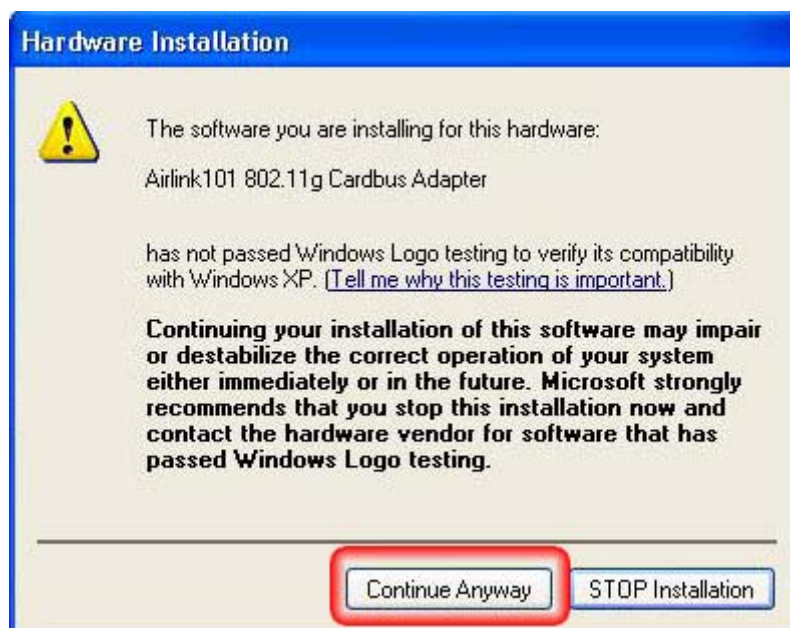 Hardware Installation
The software you are installing for this hardware:
Airlink101 802.11g Cardbus Adapter
has not passed Windows Logo testing to verify its compatibility
with Windows XP. (Tell me why this testing is important.)
Continuing your installation of this software may impair
or destabilize the correct operation of your system
either immediately or in the future. Microsoft strongly
recommends that you stop this installation now and
contact the hardware vendor for software that has
passed Windows Logo testing.
Continue Anyway STOP Installation